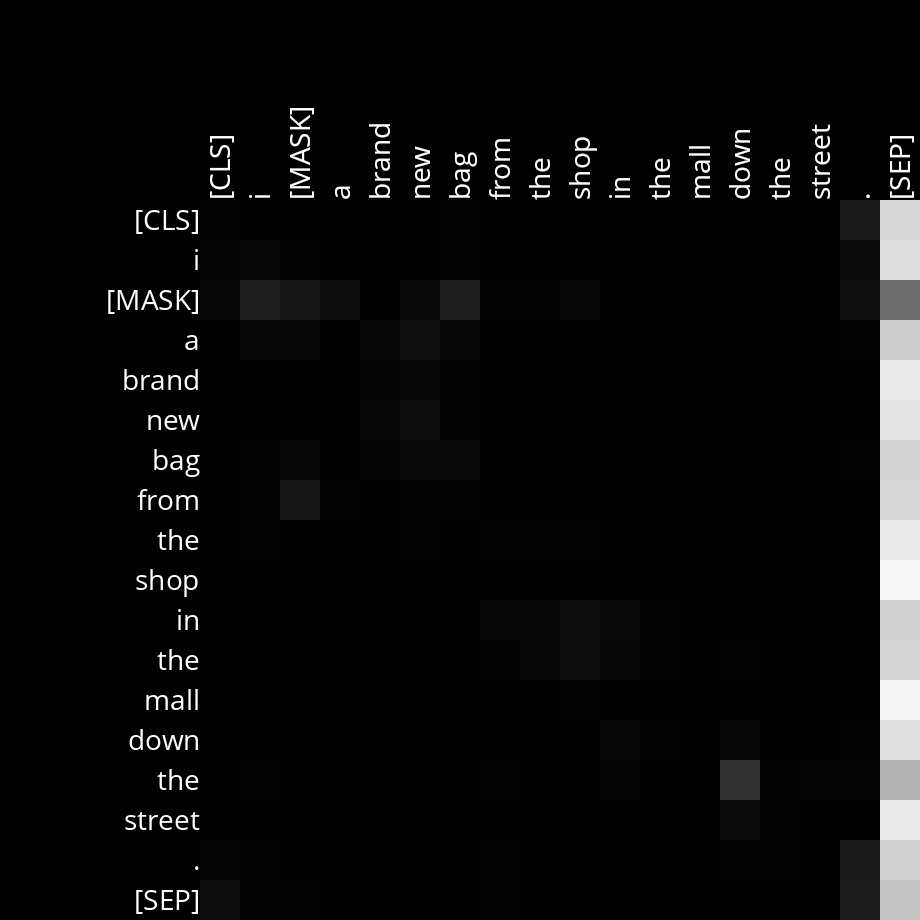 [CLS] i [MASK] a brand new bag from the shop in the mall down the street . [SEP]
[CLS]
i
[MASK]
a
brand
new
bag
from
the
shop
in
the
mall
down
the
street
.
[SEP]